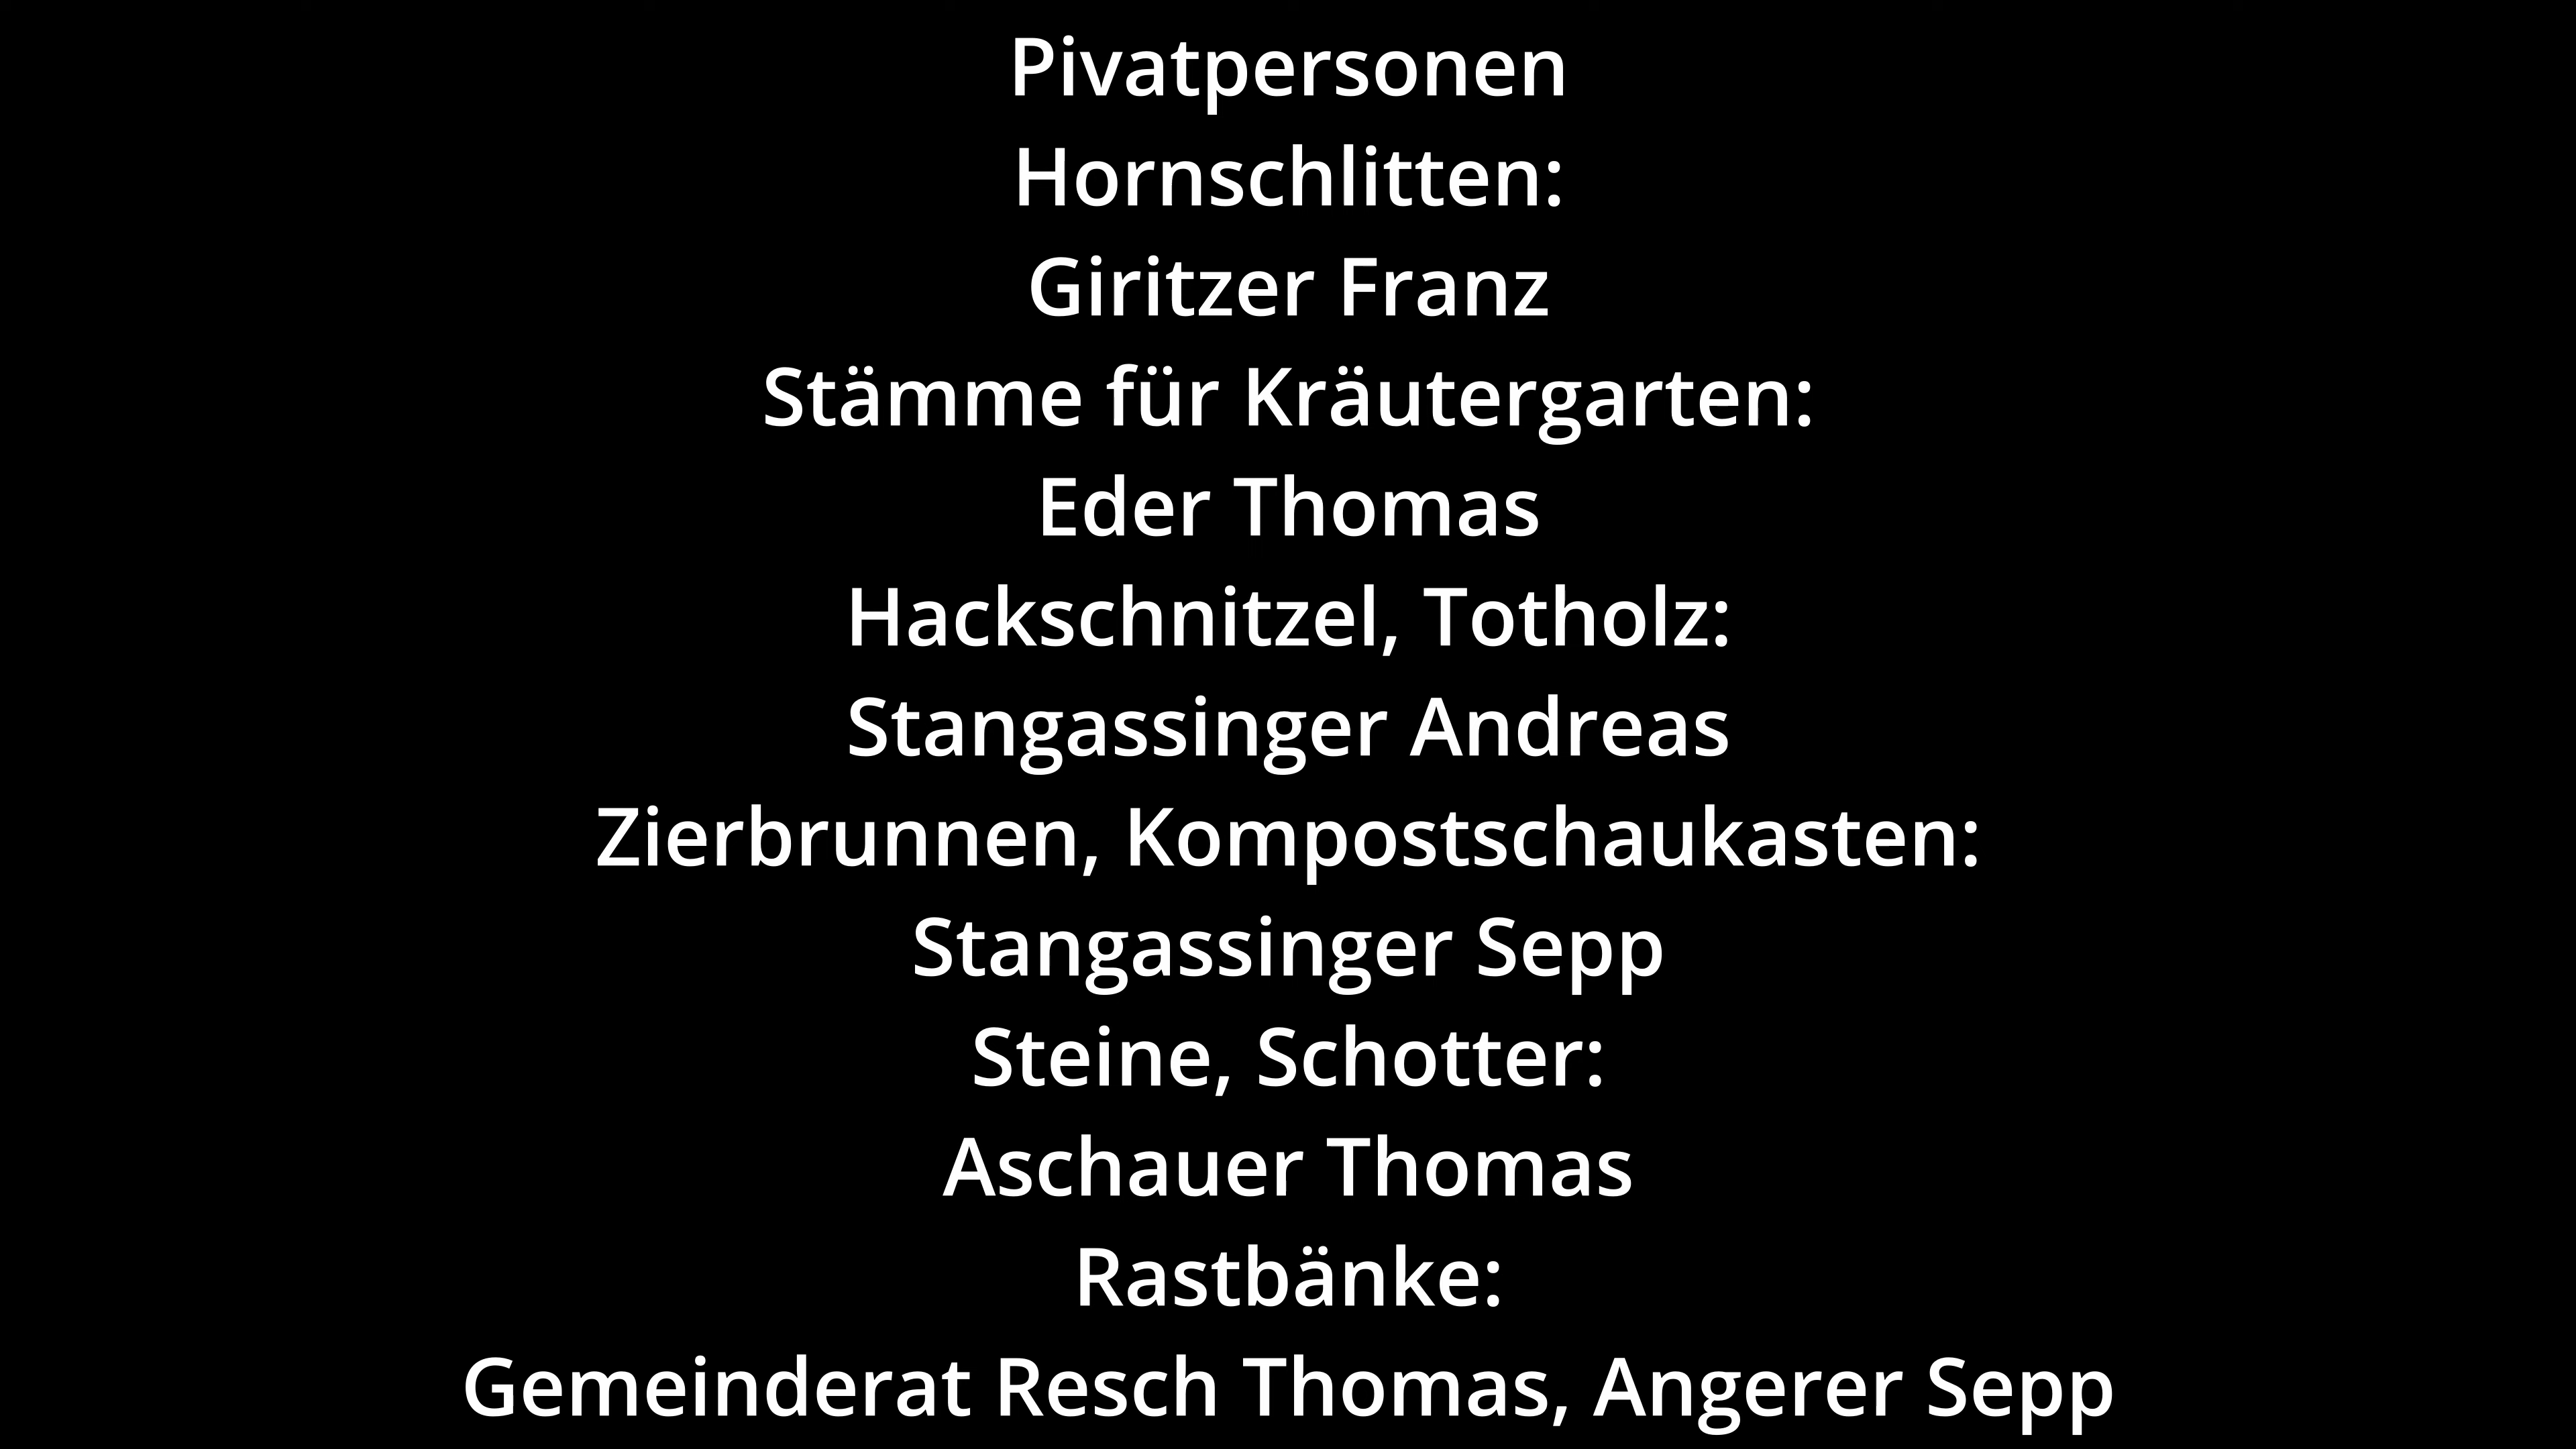 Pivatpersonen
Hornschlitten:
Giritzer Franz
Stämme für Kräutergarten:
Eder Thomas
Hackschnitzel, Totholz:
Stangassinger Andreas
Zierbrunnen, Kompostschaukasten:
Stangassinger Sepp
Steine, Schotter:
Aschauer Thomas
Rastbänke:
Gemeinderat Resch Thomas, Angerer Sepp